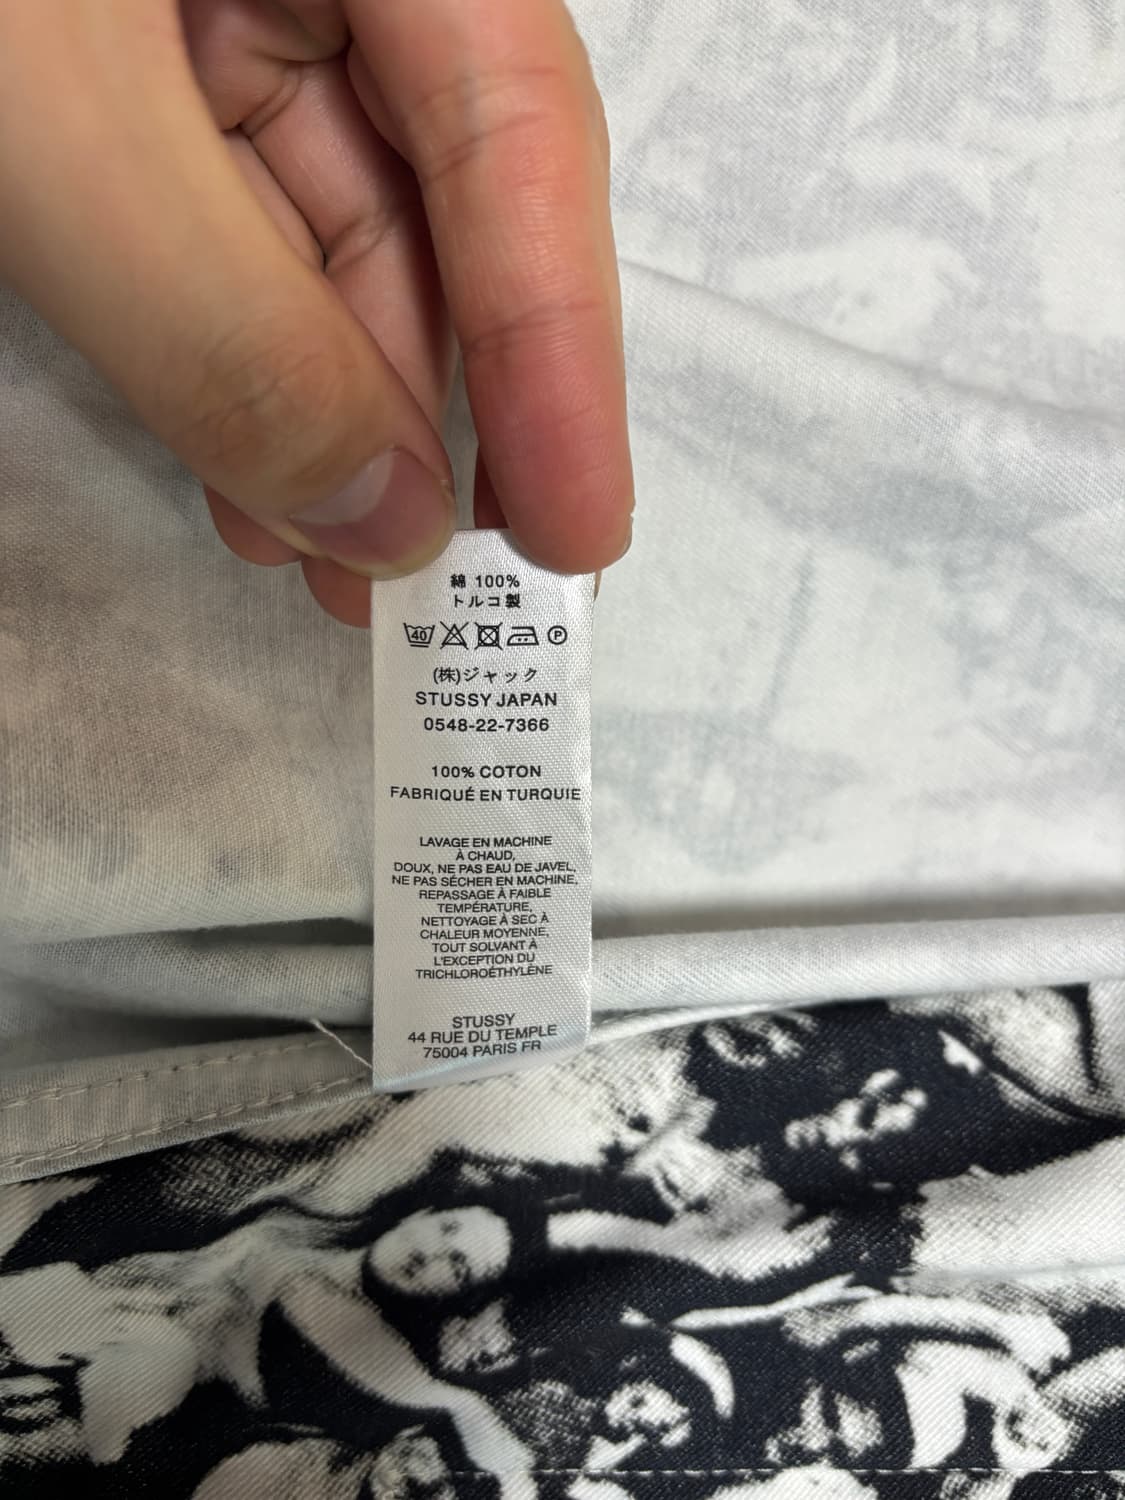 綿 100%
トルコ製
40 P
(株)ジャック
STUSSY JAPAN
0548-22-7366
100% COTON
FABRIQUÉ EN TURQUIE
LAVAGE EN MACHINE
À CHAUD,
DOUX, NE PAS EAU DE JAVEL,
NE PAS SÉCHER EN MACHINE,
REPASSAGE À FAIBLE
TEMPÉRATURE,
NETTOYAGE À SEC À
CHALEUR MOYENNE,
TOUT SOLVANT À
L'EXCEPTION DU
TRICHLOROÉTHYLÈNE
STUSSY
44 RUE DU TEMPLE
75004 PARIS FR